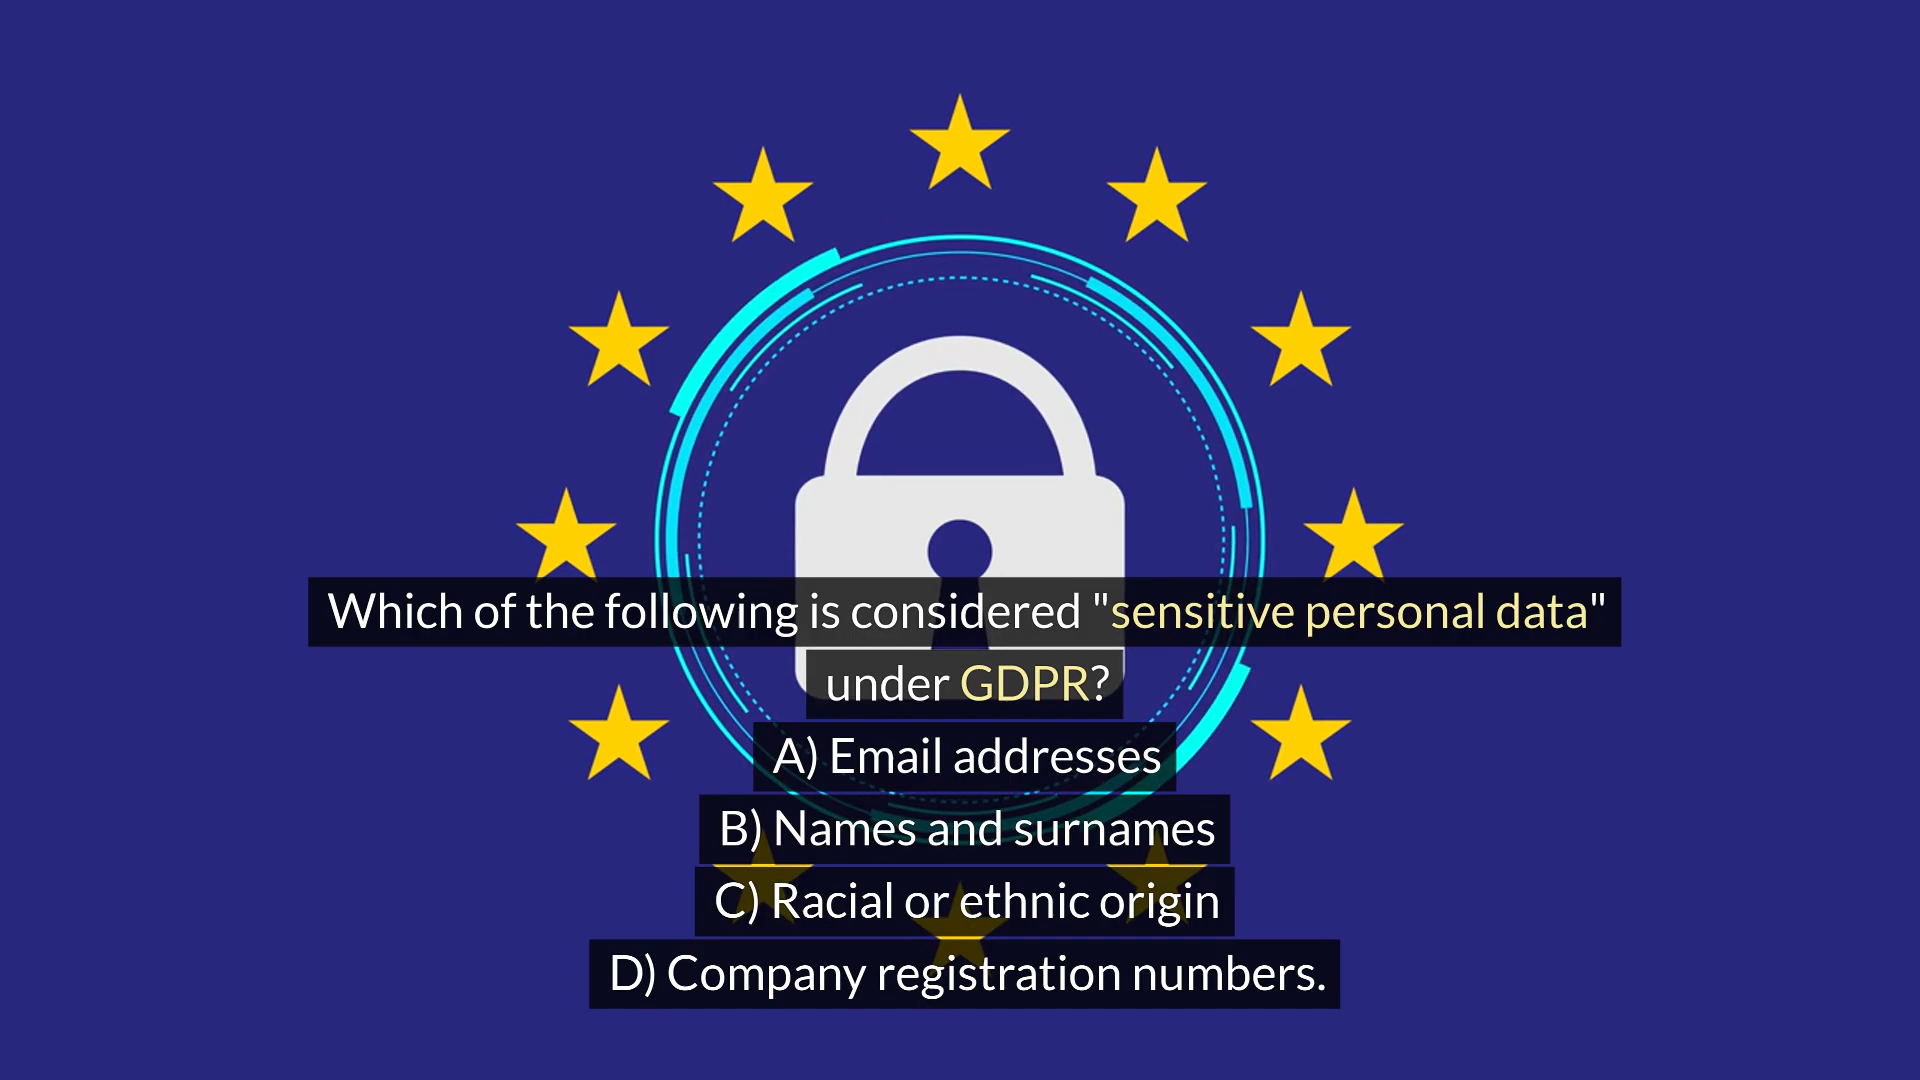 Which of the following is considered "sensitive personal data"
under GDPR?
A) Email addresses
B) Names and surnames
C) Racial or ethnic origin
D) Company registration numbers.